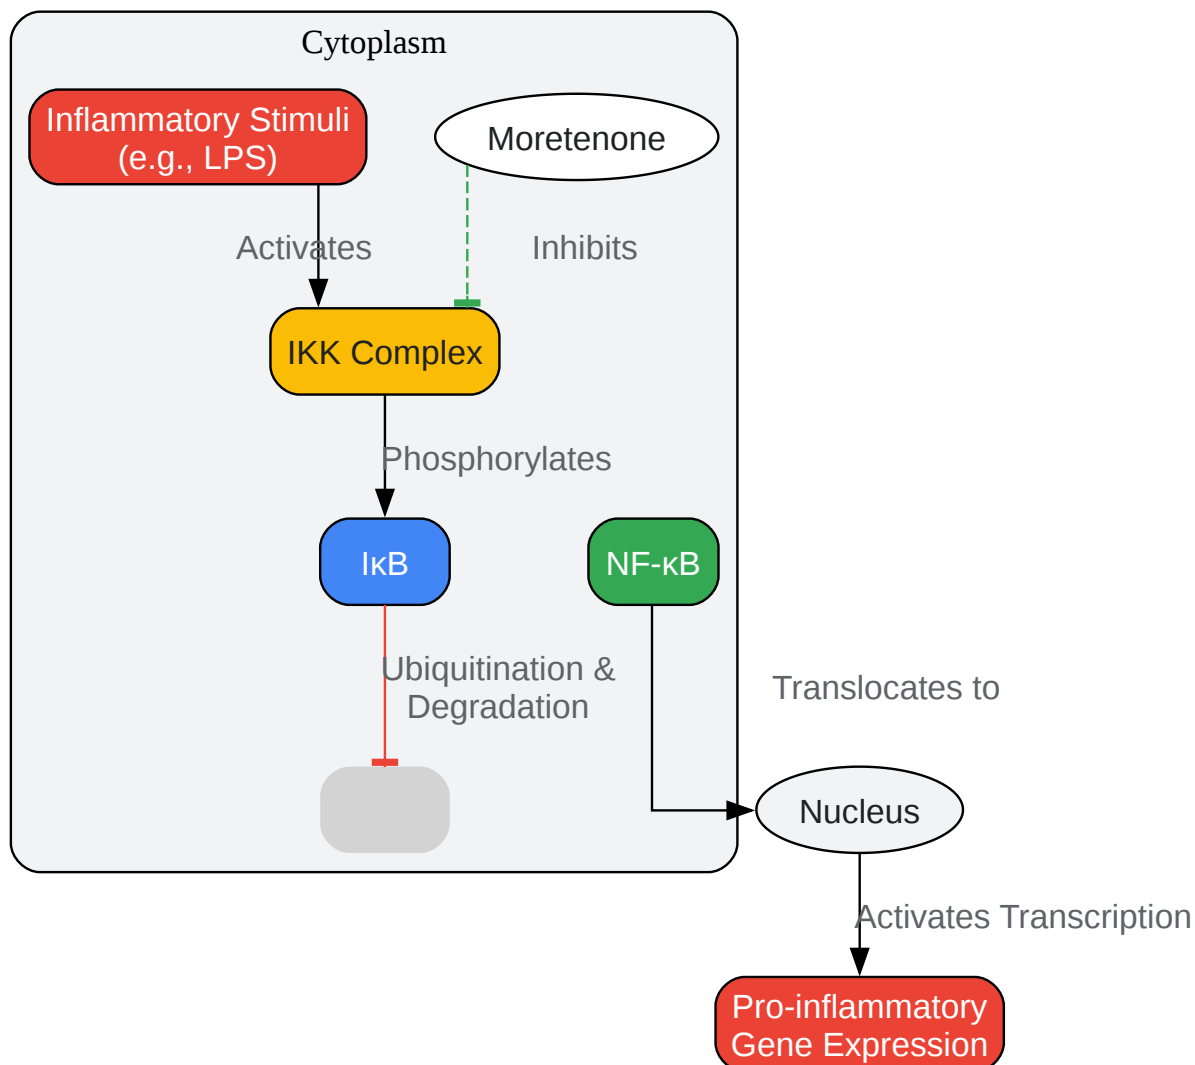 Cytoplasm
Inflammatory Stimuli
(e.g., LPS)
Moretenone
Activates
Inhibits
IKK Complex
Phosphorylates
IκB
NF-κB
Ubiquitination &
Degradation
Translocates to
Nucleus
Activates Transcription
Pro-inflammatory
Gene Expression